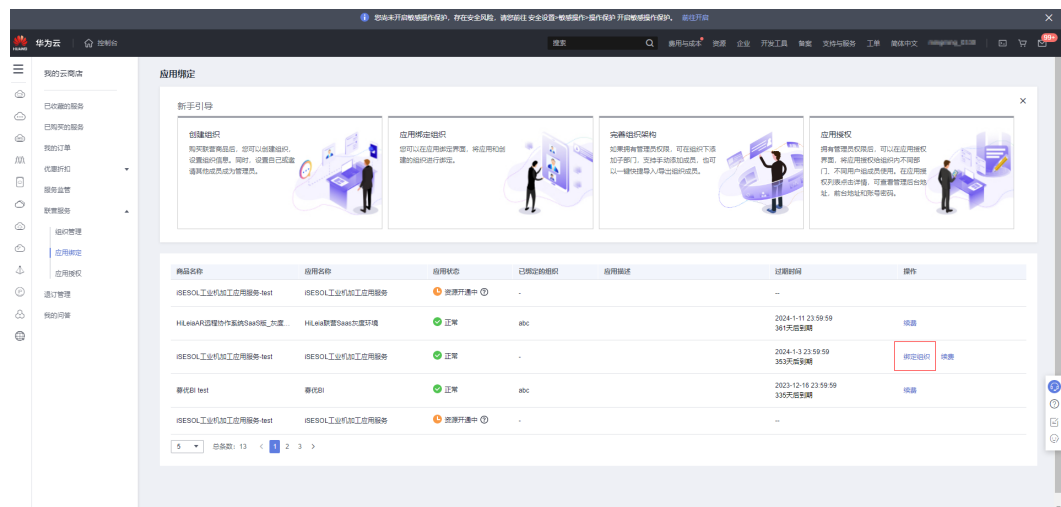 您尚未开启敏感操作保护，存在安全风险，请您前往 安全设置>敏感操作>操作保护 开启敏感操作保护。 前往开启
HUAWEI 华为云 控制台 搜索 费用与成本 资源 企业 开发工具 备案 支持与服务 工单 简体中文 99+
我的云商店
已收藏的服务
已购买的服务
我的订单
优惠折扣
服务监管
联营服务
组织管理
应用绑定
应用授权
退订管理
我的问答
应用绑定
新手引导
创建组织
购买联营商品后，您可以创建组织、
设置组织信息。同时，设置自己或邀
请其他成员成为管理员。
应用绑定组织
您可以在应用绑定界面，将应用和创
建的组织进行绑定。
完善组织架构
如果拥有管理员权限，可在组织下添
加子部门，支持手动添加成员，也可
以一键快捷导入/导出组织成员。
应用授权
拥有管理员权限后，可以在应用授权
界面，将应用授权给组织内不同部
门、不同用户组成员使用。在应用授
权列表点击详情，可查看管理后台地
址、前台地址和账号密码。
商品名称 应用名称 应用状态 已绑定的组织 应用描述 过期时间 操作
iSESOL工业机加工应用服务-test iSESOL工业机加工应用服务 资源开通中 - --
HiLeiaAR远程协作系统SaaS版_灰度... HiLeia联营Saas灰度环境 正常 abc 2024-1-11 23:59:59 续费
361天后到期
iSESOL工业机加工应用服务-test iSESOL工业机加工应用服务 正常 - 2024-1-3 23:59:59 绑定组织 续费
353天后到期
蓦优BI test 蓦优BI 正常 abc 2023-12-16 23:59:59 续费
335天后到期
iSESOL工业机加工应用服务-test iSESOL工业机加工应用服务 资源开通中 - --
5 总条数：13 < 1 2 3 >